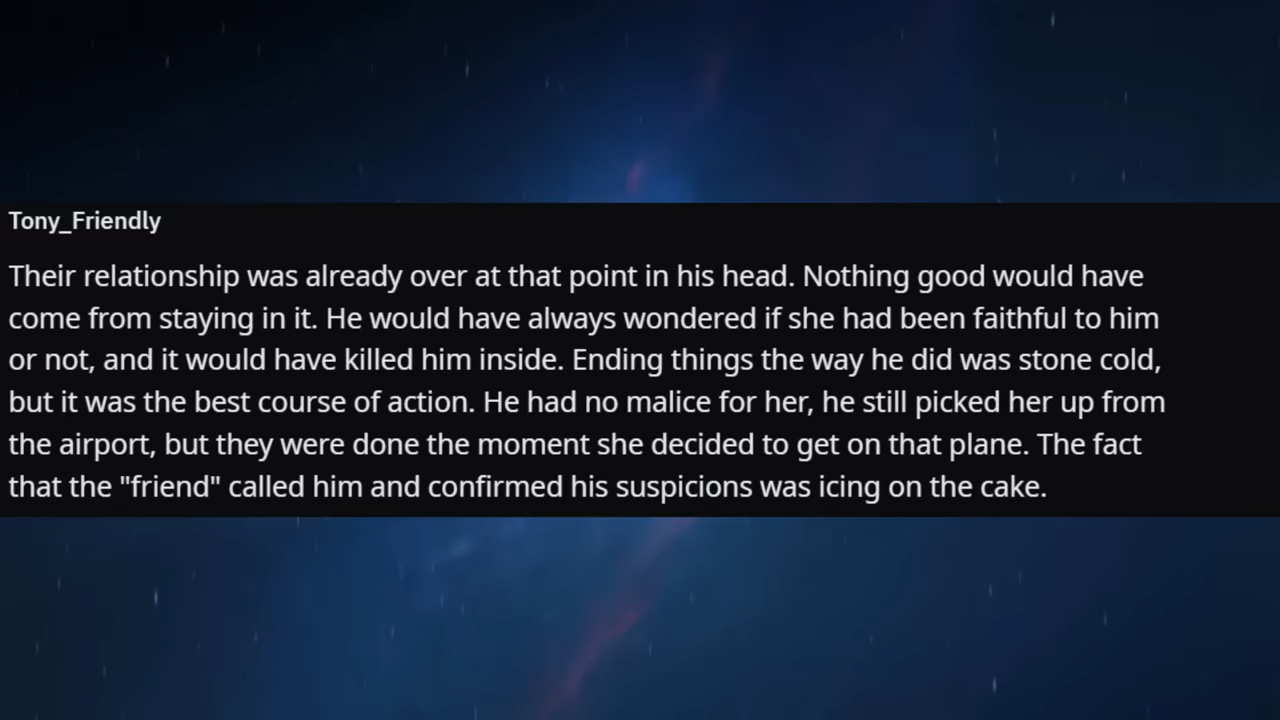 Tony_Friendly
Their relationship was already over at that point in his head. Nothing good would have
come from staying in it. He would have always wondered if she had been faithful to him
or not, and it would have killed him inside. Ending things the way he did was stone cold,
but it was the best course of action. He had no malice for her, he still picked her up from
the airport, but they were done the moment she decided to get on that plane. The fact
that the "friend" called him and confirmed his suspicions was icing on the cake.